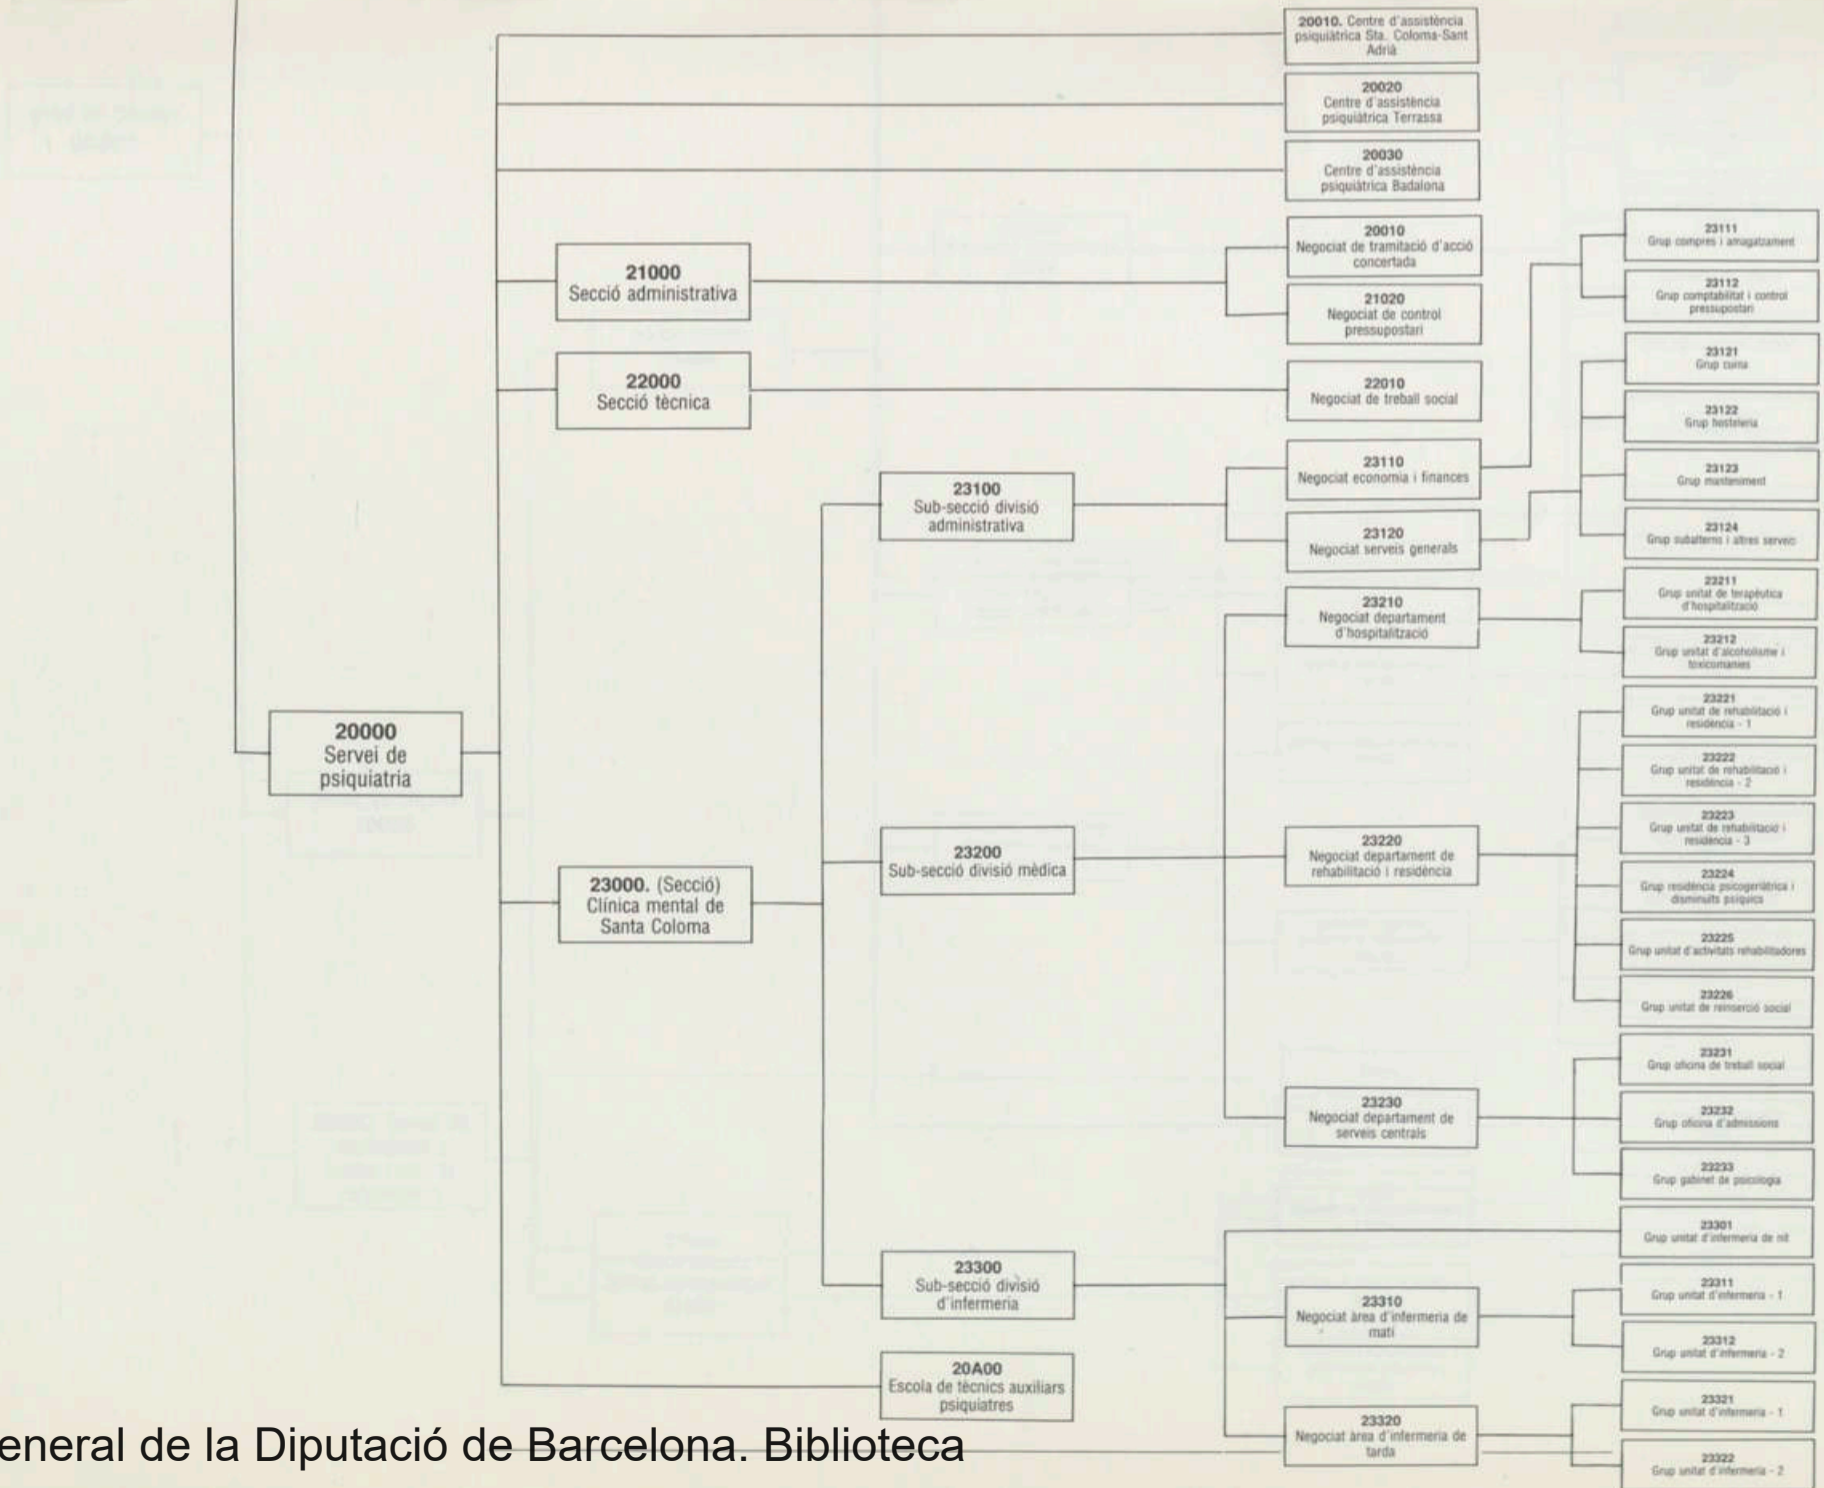 20010. Centre d'assistència
psiquiàtrica Sta. Coloma-Sant
Adrià
20020
Centre d'assistència
psiquiàtrica Terrassa
20030
Centre d'assistència
psiquiàtrica Badalona
20010
Negociat de tramitació d'acció
concertada
21000
Secció administrativa
21020
Negociat de control
pressupostari
22000
Secció tècnica
22010
Negociat de treball social
23100
Sub-secció divisió
administrativa
23110
Negociat economia i finances
23120
Negociat serveis generals
23111
Grup compres i amagatzament
23112
Grup comptabilitat i control
pressupostari
23121
Grup cuina
23122
Grup hosteleria
23123
Grup manteniment
23124
Grup subalterns i altres serveis
20000
Servei de
psiquiatria
23000. (Secció)
Clínica mental de
Santa Coloma
23200
Sub-secció divisió mèdica
23210
Negociat departament
d'hospitalització
23211
Grup unitat de terapèutica
d'hospitalització
23212
Grup unitat d'alcoholisme i
toxicomanies
23220
Negociat departament de
rehabilitació i residència
23221
Grup unitat de rehabilitació i
residència - 1
23222
Grup unitat de rehabilitació i
residència - 2
23223
Grup unitat de rehabilitació i
residència - 3
23224
Grup residència psicogeriàtrica i
disminuïts psíquics
23225
Grup unitat d'activitats rehabilitadores
23226
Grup unitat de reinserció social
23230
Negociat departament de
serveis centrals
23231
Grup oficina de treball social
23232
Grup oficina d'admissions
23233
Grup gabinet de psicologia
23300
Sub-secció divisió
d'infermeria
23301
Grup unitat d'infermeria de nit
23310
Negociat àrea d'infermeria de
matí
23311
Grup unitat d'infermeria - 1
23312
Grup unitat d'infermeria - 2
20A00
Escola de tècnics auxiliars
psiquiatres
23320
Negociat àrea d'infermeria de
tarda
23321
Grup unitat d'infermeria - 1
23322
Grup unitat d'infermeria - 2
eneral de la Diputació de Barcelona. Biblioteca